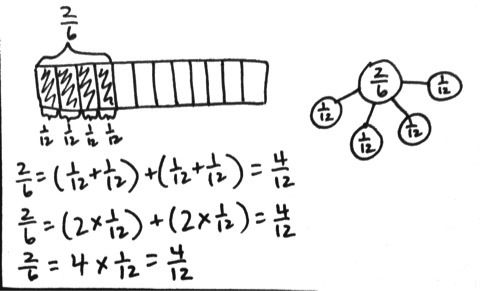 2/6
1/12 1/12 1/12 1/12
2/6
1/12 1/12 1/12 1/12
2/6 = (1/12 + 1/12) + (1/12 + 1/12) = 4/12
2/6 = (2 × 1/12) + (2 × 1/12) = 4/12
2/6 = 4 × 1/12 = 4/12